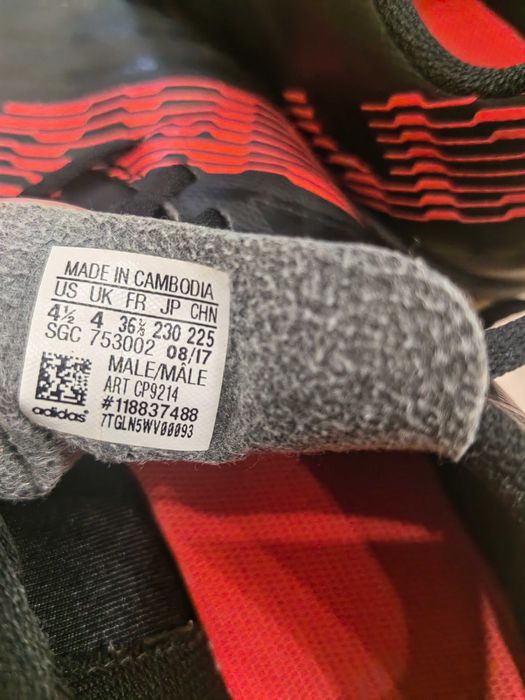 MADE IN CAMBODIA
US UK FR JP CHN
4½ 4 36⅔ 230 225
SGC 753002 08/17
MALE/MÂLE
ART CP9214
#118837488
adidas 7TGLN5WV00093